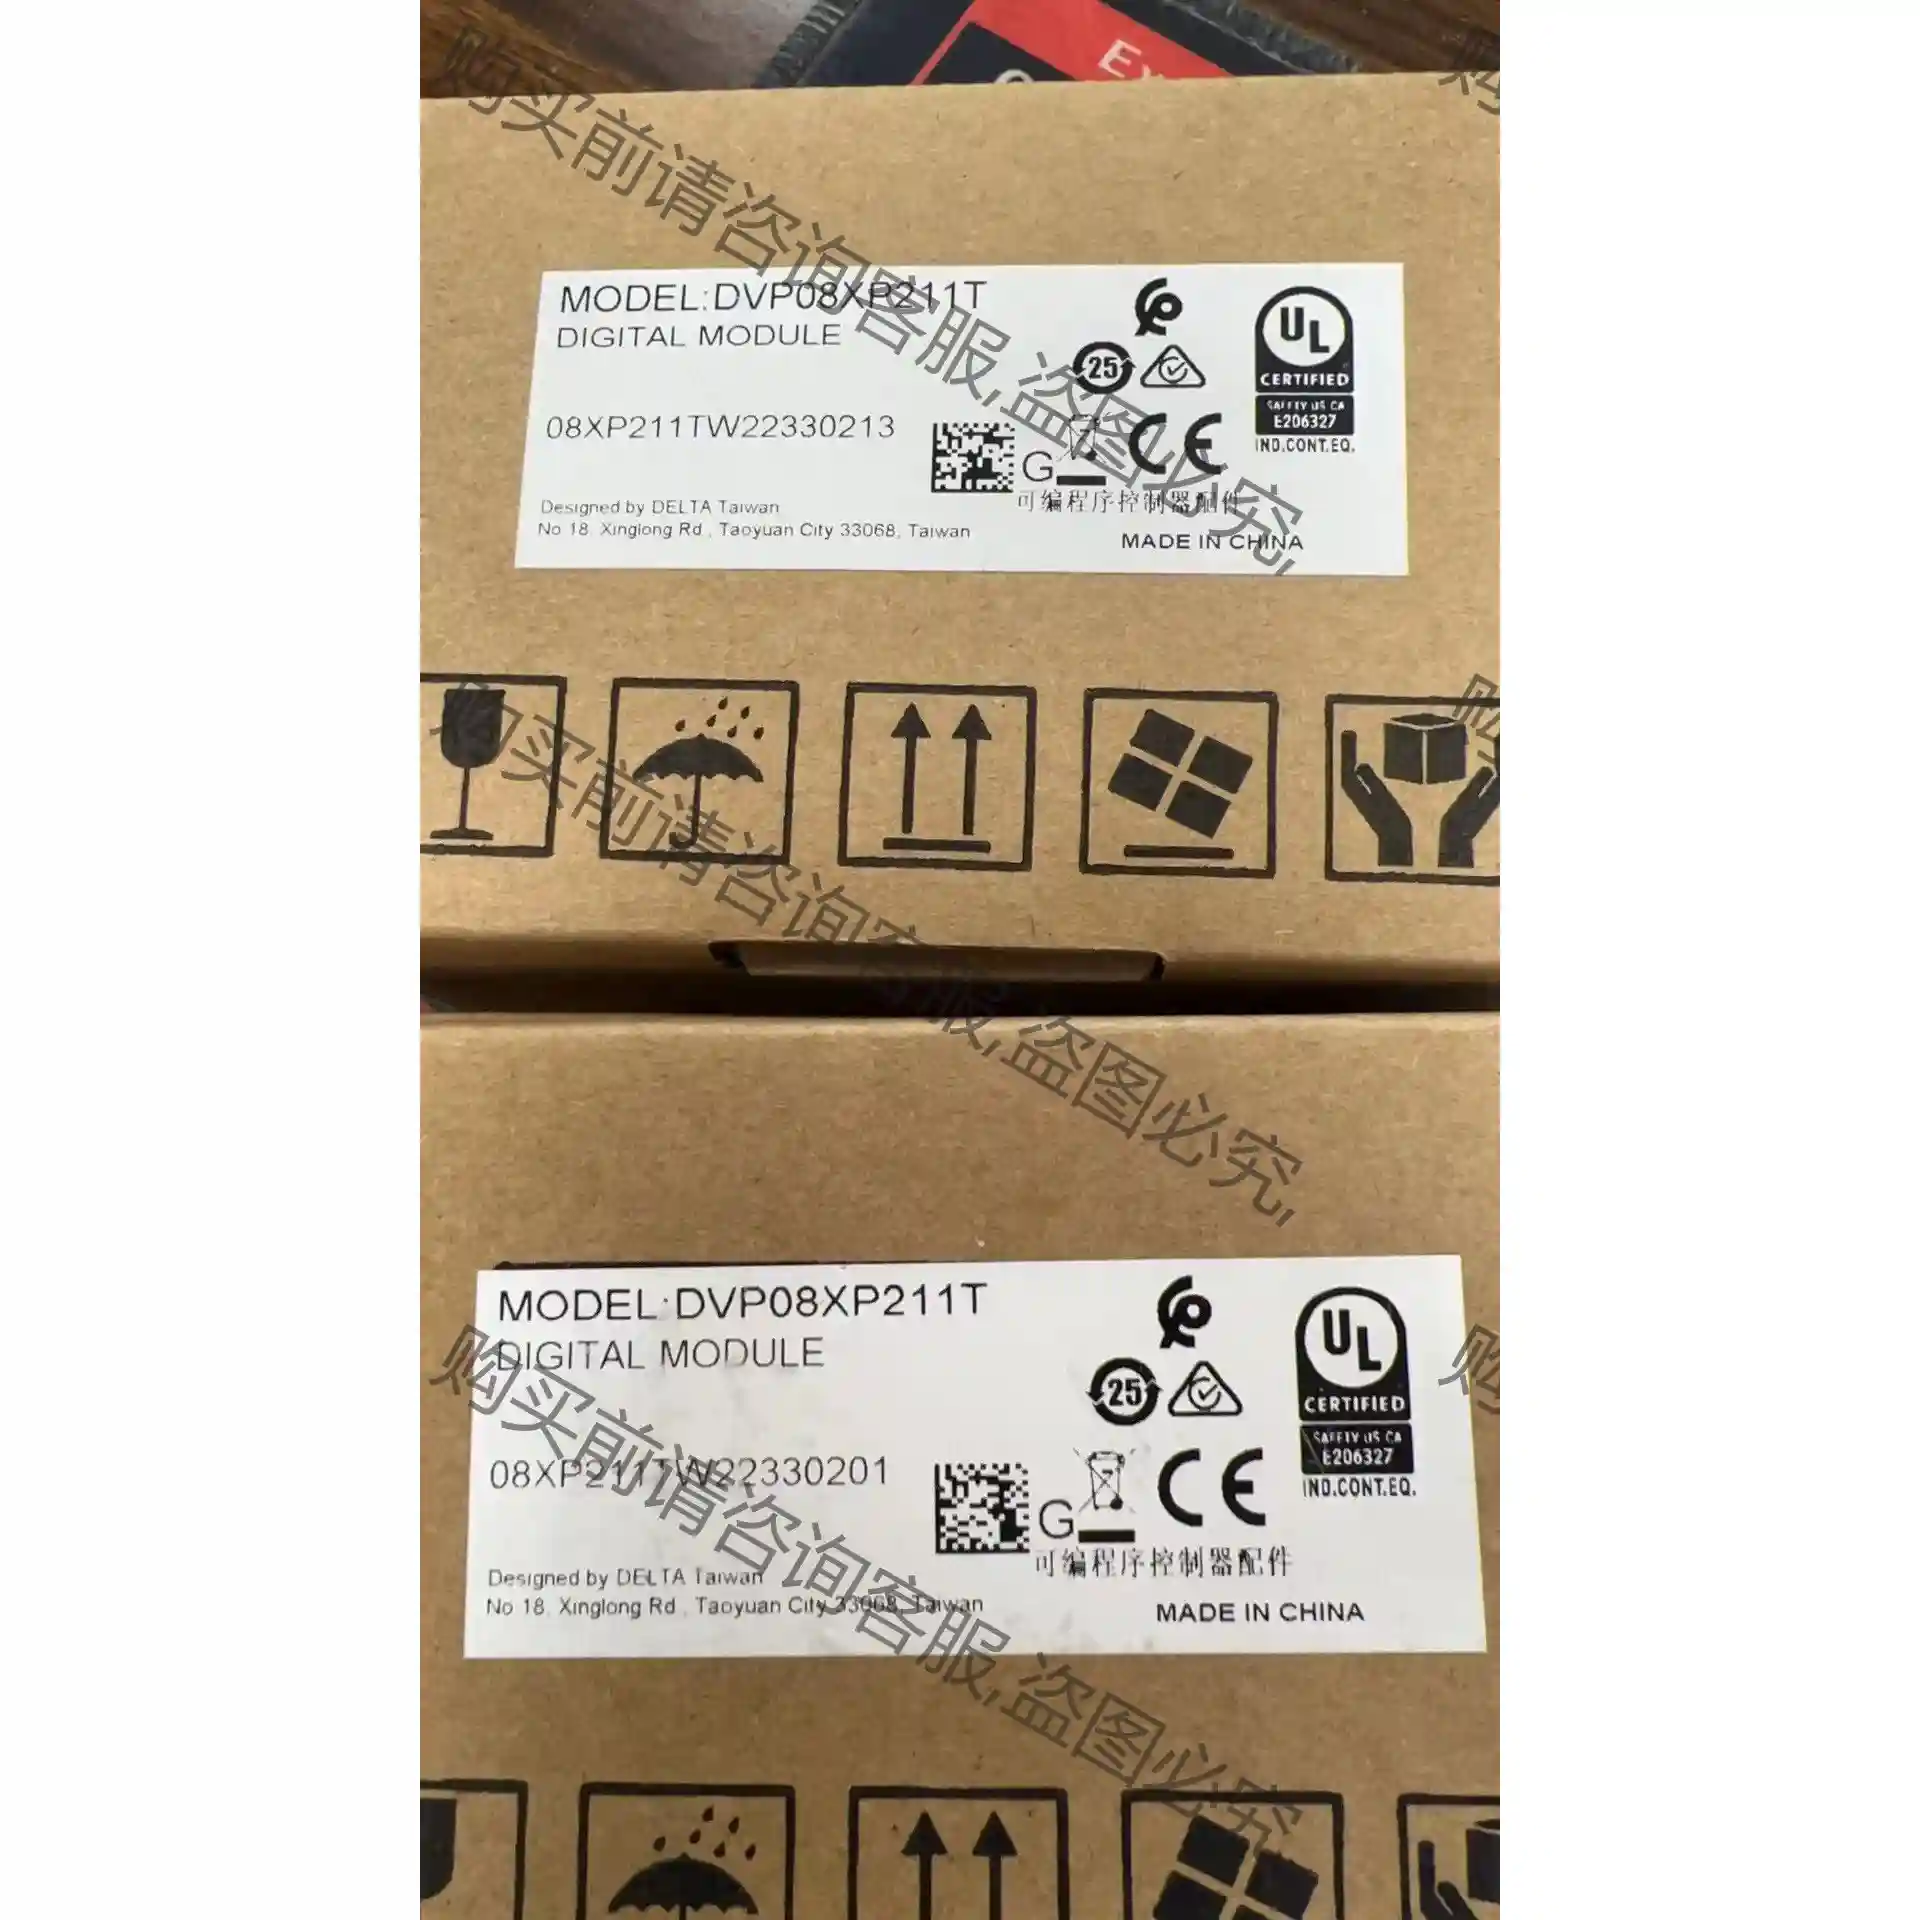 购买前请咨询客服,盗图必究,
MODEL:DVP08XP211T
DIGITAL MODULE
25
UL
CERTIFIED
SAFETY US CA
E206327
IND.CONT.EQ.
08XP211TW22330213
G
CE
可编程序控制器配件
Designed by DELTA Taiwan
No 18, Xinglong Rd., Taoyuan City 33068, Taiwan
MADE IN CHINA
购买前请咨询客服,盗图必究,
MODEL:DVP08XP211T
DIGITAL MODULE
25
UL
CERTIFIED
SAFETY US CA
E206327
IND.CONT.EQ.
08XP211TW22330201
G
CE
可编程序控制器配件
Designed by DELTA Taiwan
No 18, Xinglong Rd., Taoyuan City 33068, Taiwan
MADE IN CHINA
购买前请咨询客服,盗图必究,